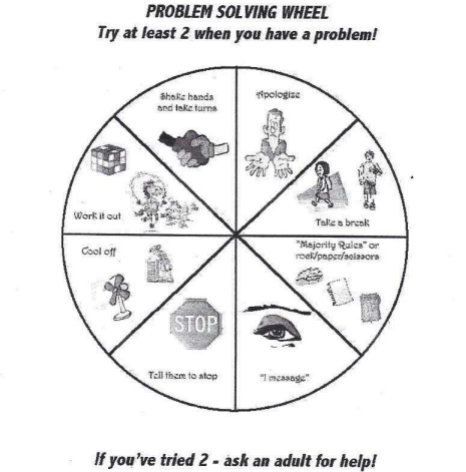 PROBLEM SOLVING WHEEL
Try at least 2 when you have a problem!
Shake hands
and take turns
Apologize
Work it out
Take a break
Cool off
"Majority Rules" or
rock/paper/scissors
STOP
Tell them to stop
"I message"
If you've tried 2 - ask an adult for help!